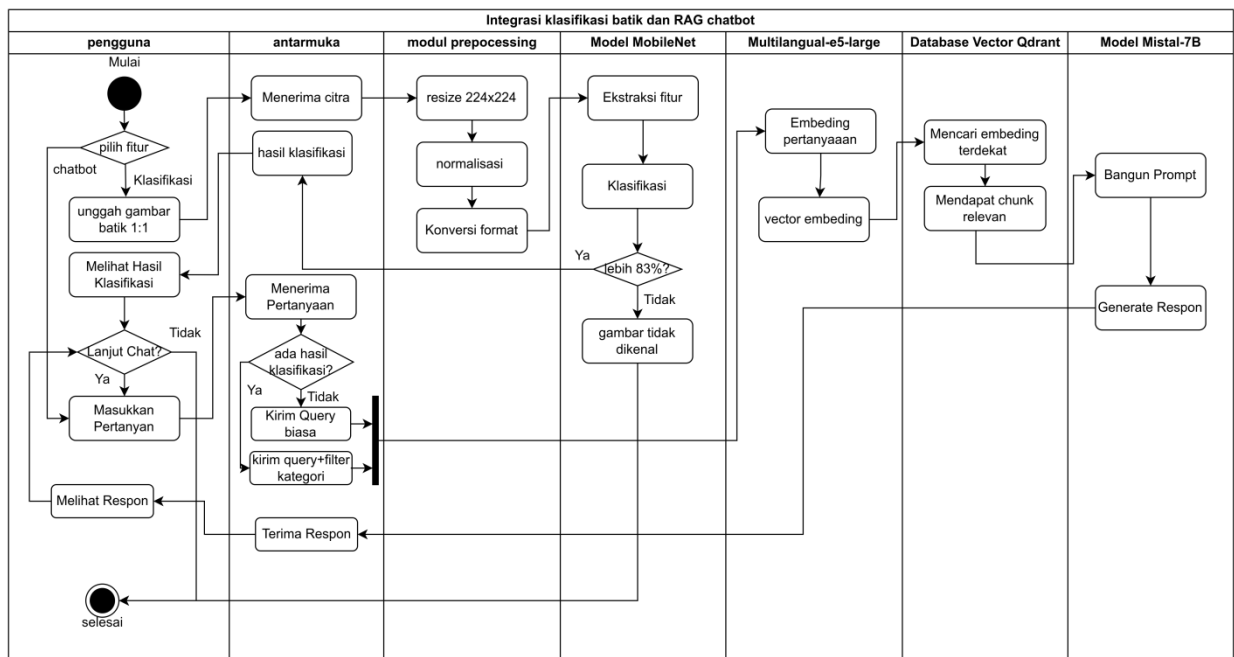 Integrasi klasifikasi batik dan RAG chatbot
pengguna
antarmuka
modul prepocessing
Model MobileNet
Multilangual-e5-large
Database Vector Qdrant
Model Mistal-7B
Mulai
pilih fitur
chatbot
Klasifikasi
unggah gambar
batik 1:1
Melihat Hasil
Klasifikasi
Tidak
Lanjut Chat?
Ya
Masukkan
Pertanyan
Melihat Respon
selesai
Menerima citra
hasil klasifikasi
Menerima
Pertanyaan
ada hasil
klasifikasi?
Ya
Tidak
Kirim Query
biasa
kirim query+filter
kategori
Terima Respon
resize 224x224
normalisasi
Konversi format
Ekstraksi fitur
Klasifikasi
Ya
lebih 83%?
Tidak
gambar tidak
dikenal
Embeding
pertanyaaan
vector embeding
Mencari embeding
terdekat
Mendapat chunk
relevan
Bangun Prompt
Generate Respon